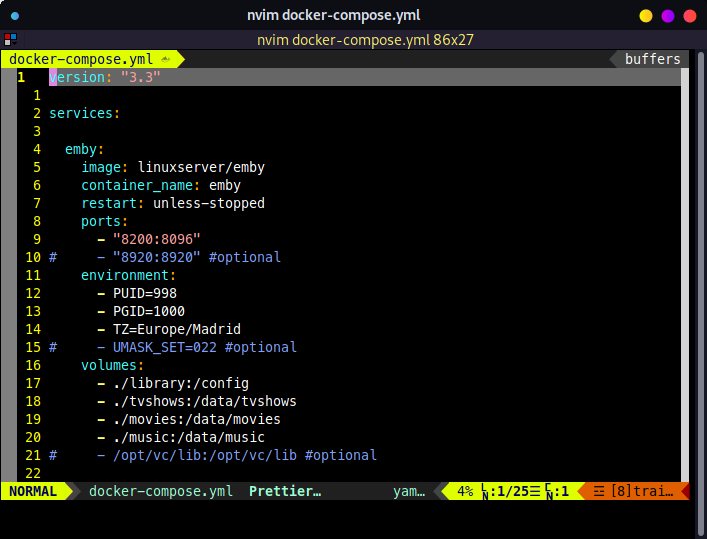 nvim docker-compose.yml
nvim docker-compose.yml 86x27
docker-compose.yml buffers
1 version: "3.3"
1
2 services:
3
4 emby:
5 image: linuxserver/emby
6 container_name: emby
7 restart: unless-stopped
8 ports:
9 - "8200:8096"
10 # - "8920:8920" #optional
11 environment:
12 - PUID=998
13 - PGID=1000
14 - TZ=Europe/Madrid
15 # - UMASK_SET=022 #optional
16 volumes:
17 - ./library:/config
18 - ./tvshows:/data/tvshows
19 - ./movies:/data/movies
20 - ./music:/data/music
21 # - /opt/vc/lib:/opt/vc/lib #optional
22
NORMAL docker-compose.yml Prettier… yam… 4% LN:1/25☰ CN:1 ☲ [8]trai…